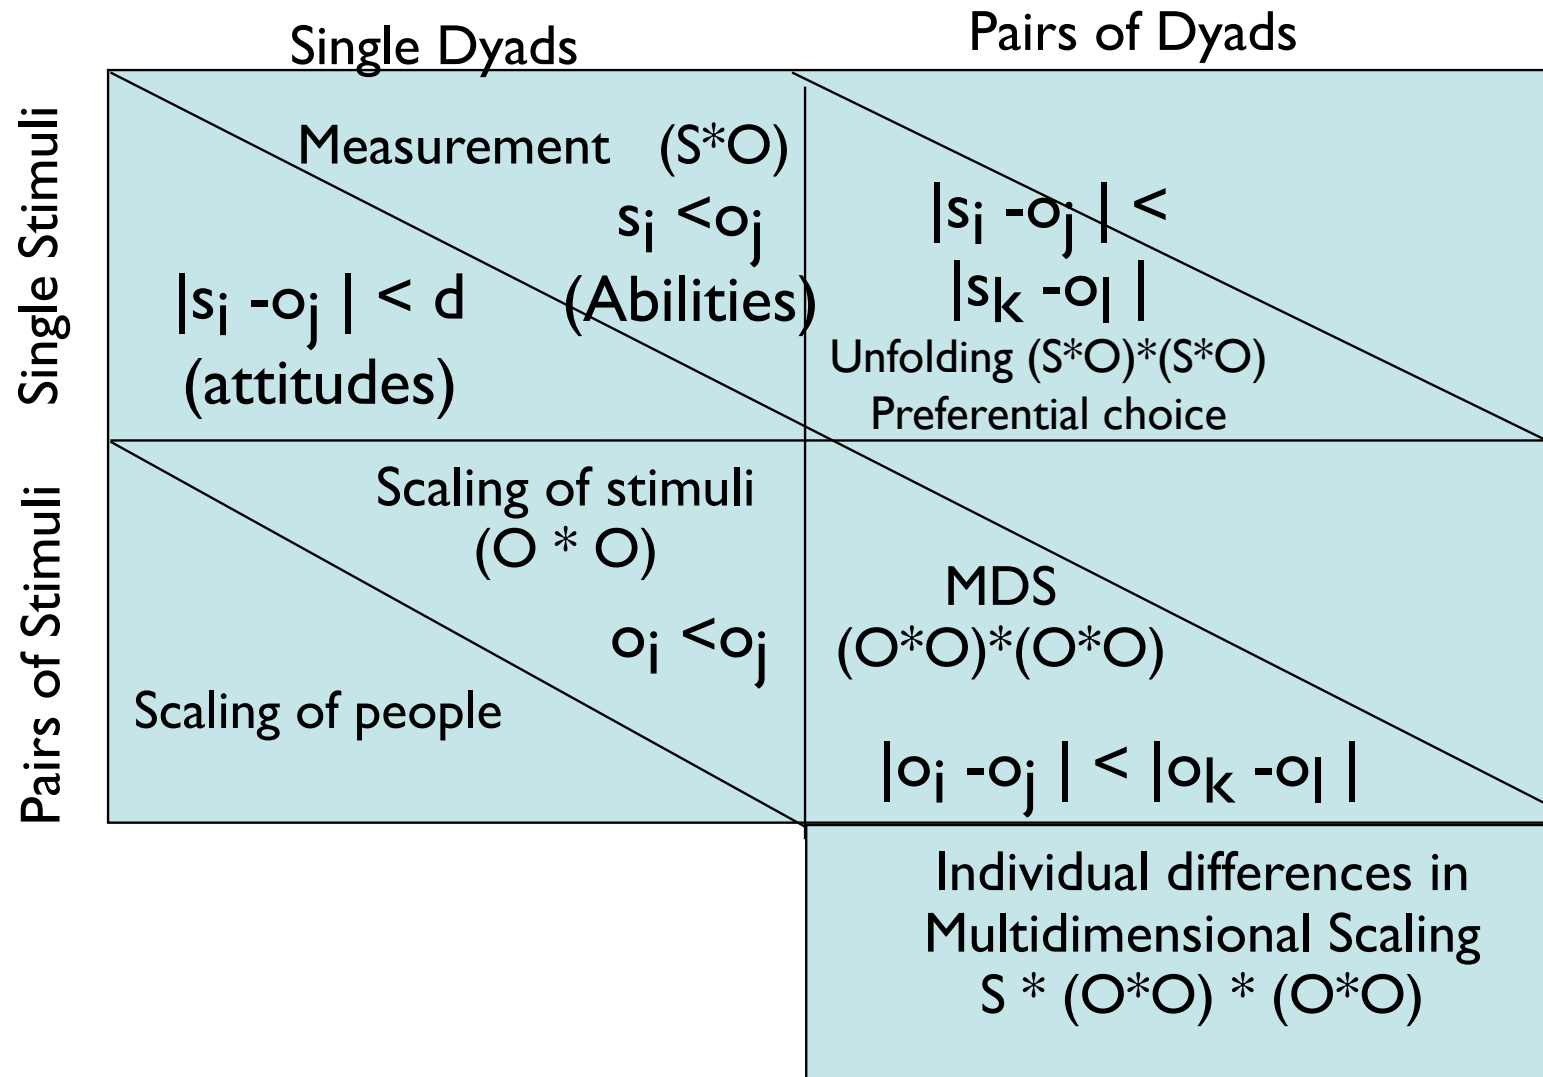 Single Dyads
Pairs of Dyads
Single Stimuli
Measurement (S*O)
si <oj
(Abilities)
|si -oj | < d
(attitudes)
|si -oj | <
|sk -ol |
Unfolding (S*O)*(S*O)
Preferential choice
Pairs of Stimuli
Scaling of stimuli
(O * O)
oi <oj
Scaling of people
MDS
(O*O)*(O*O)
|oi -oj | < |ok -ol |
Individual differences in
Multidimensional Scaling
S * (O*O) * (O*O)